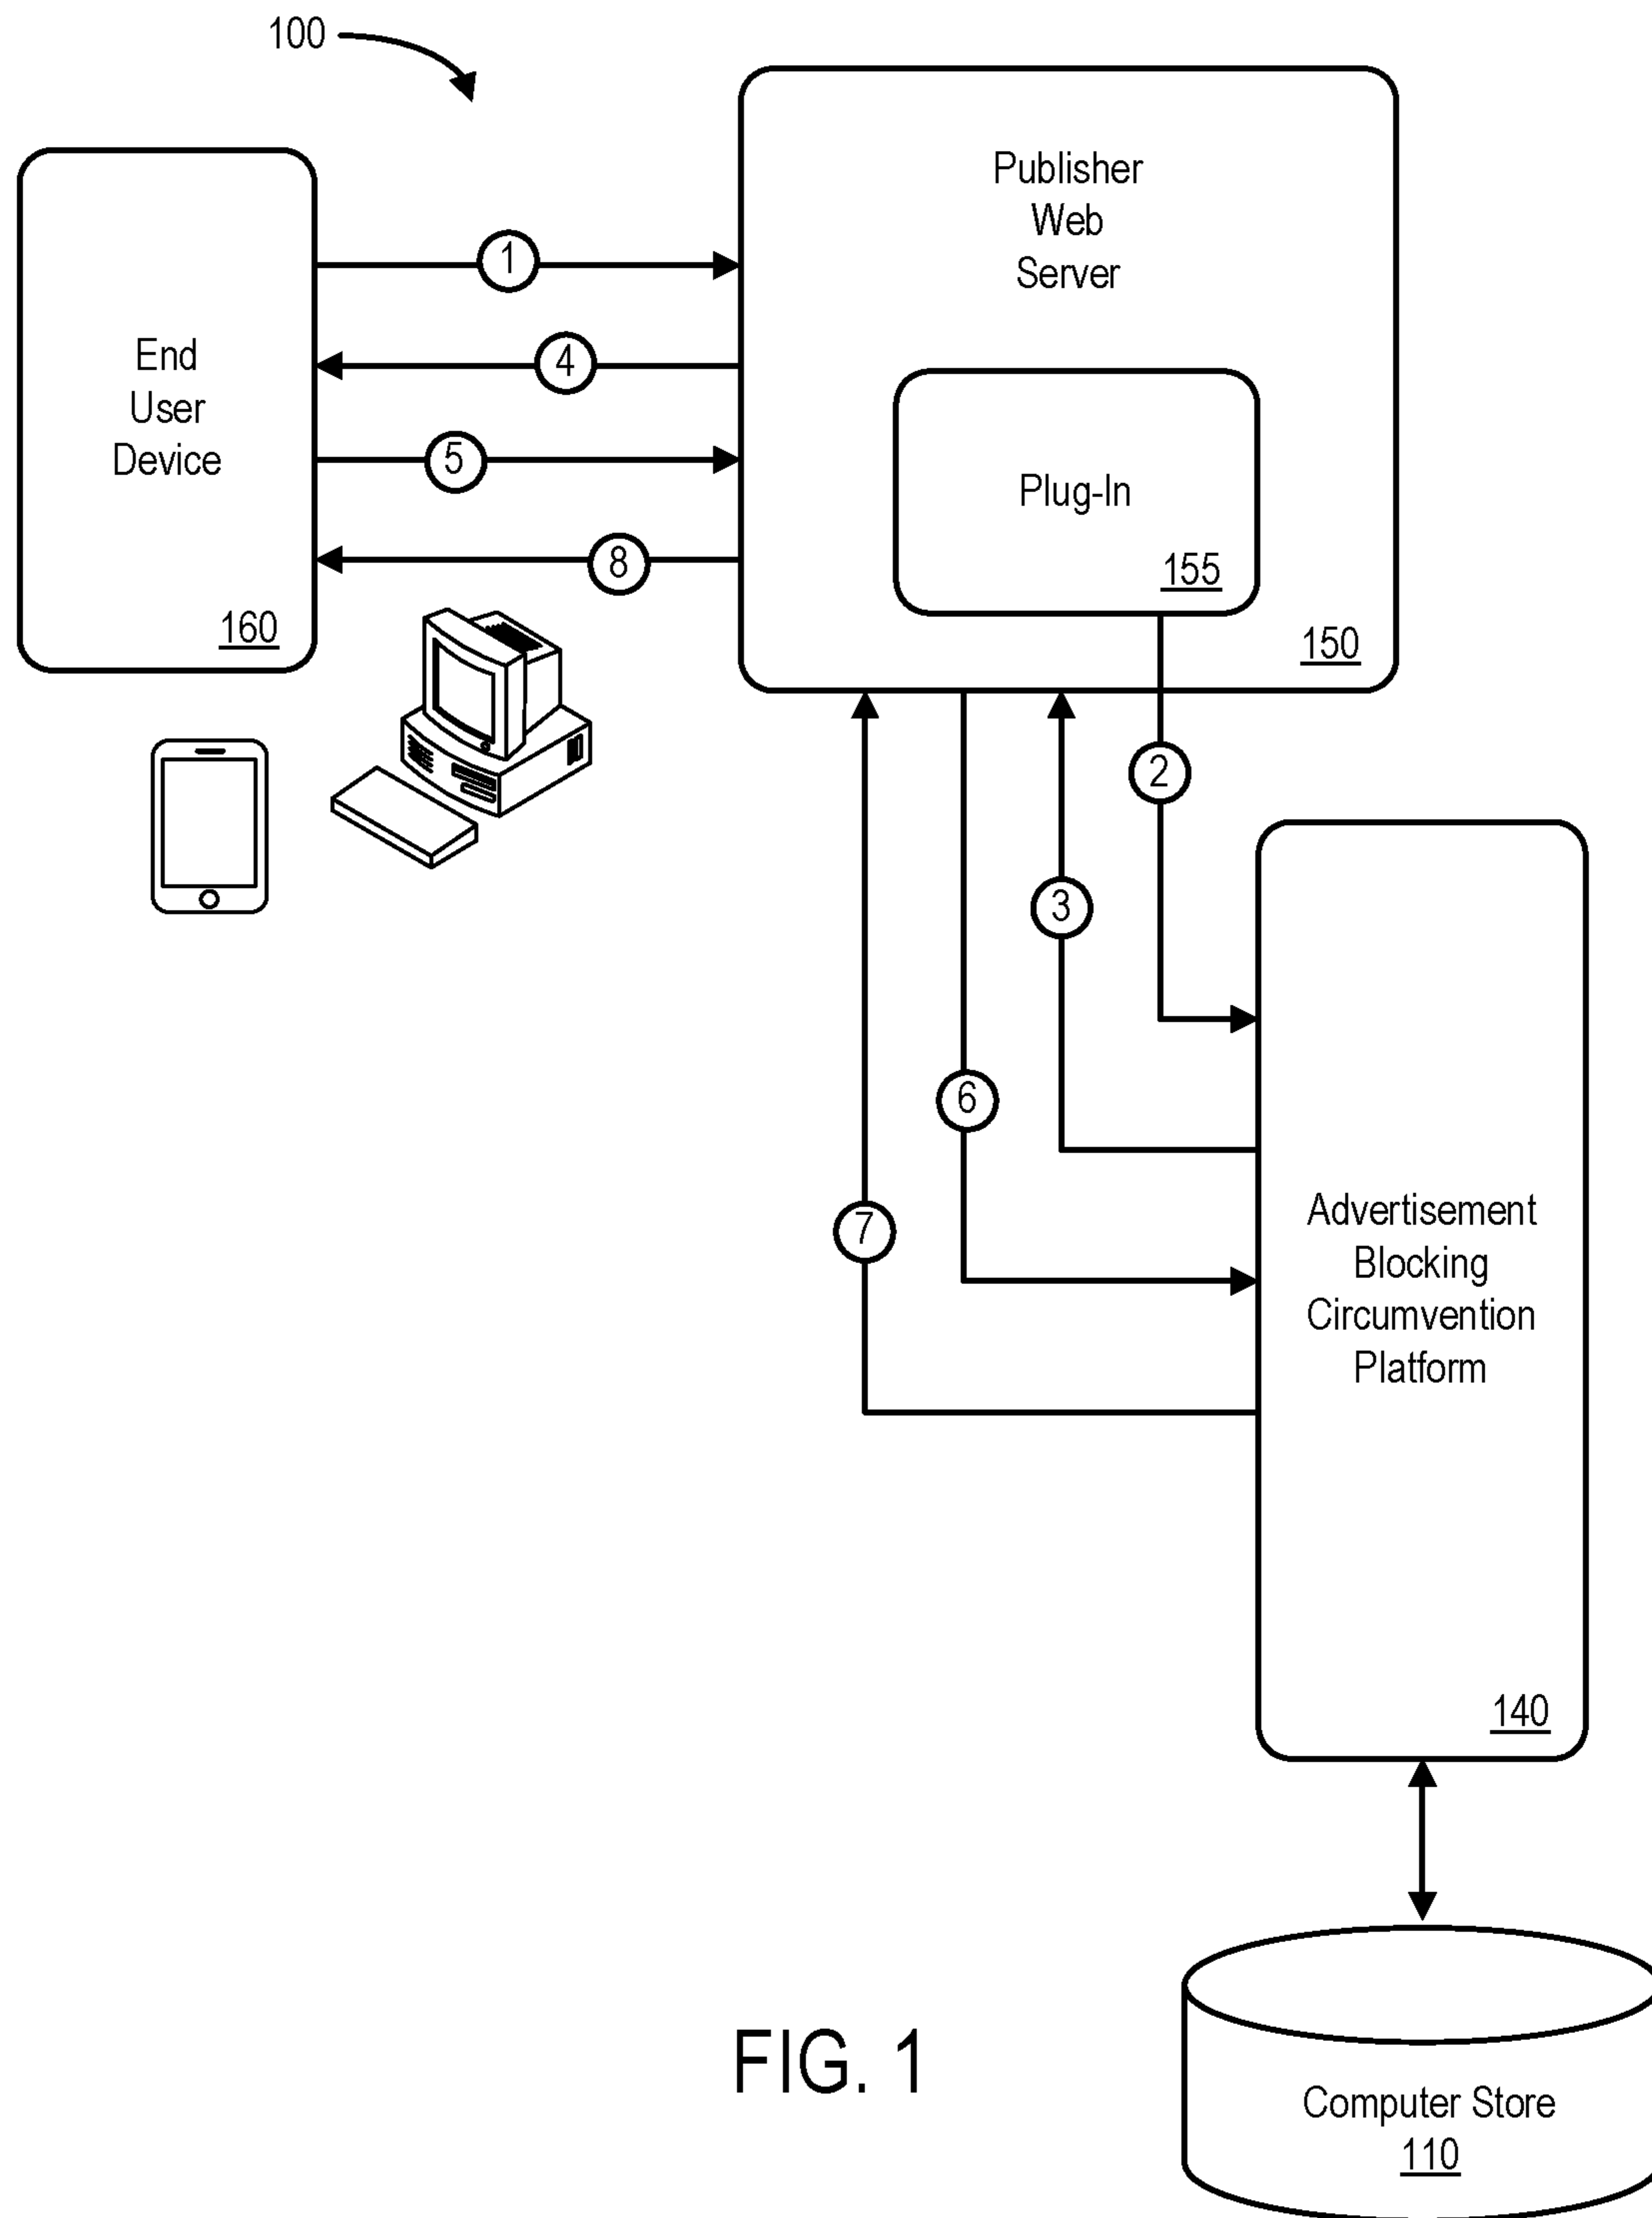 100
Publisher
Web
Server
1
End
User
Device
4
5
Plug-In
8
155
160
150
2
3
6
7
Advertisement
Blocking
Circumvention
Platform
140
FIG. 1
Computer Store
110